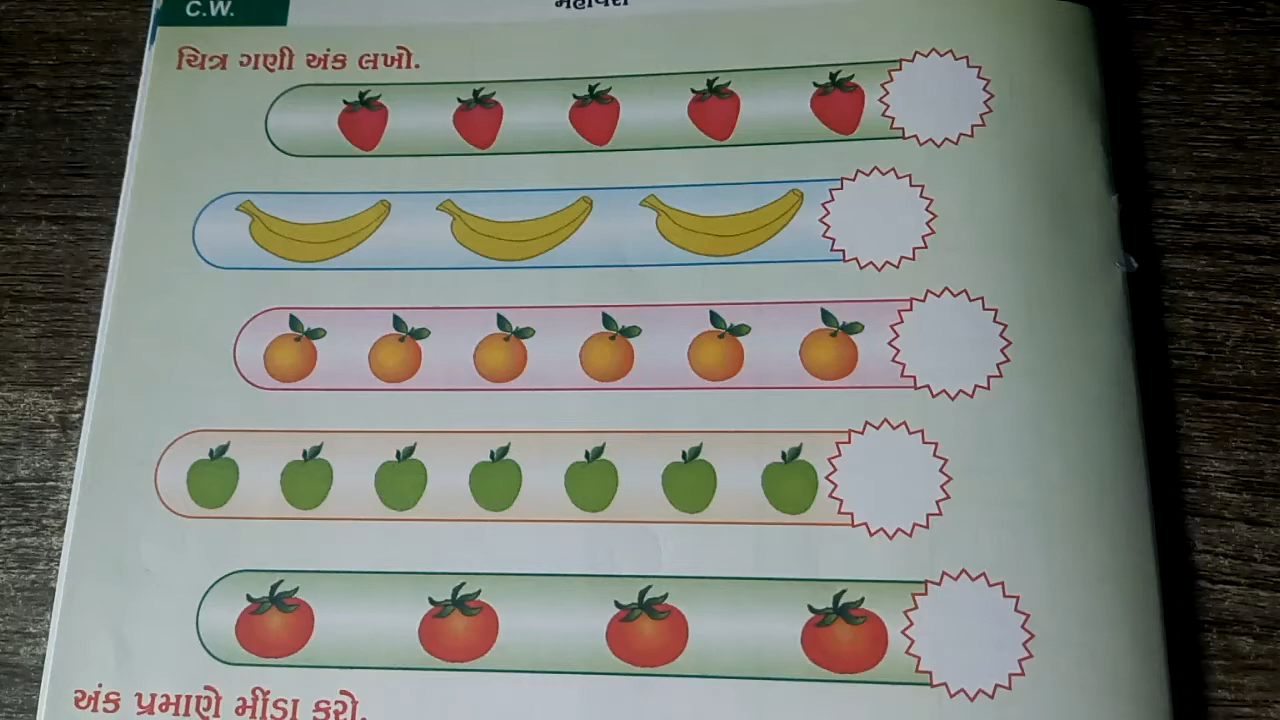 C.W.
ચિત્ર ગણી અંક લખો.
અંક પ્રમાણે મીંડા કરો.